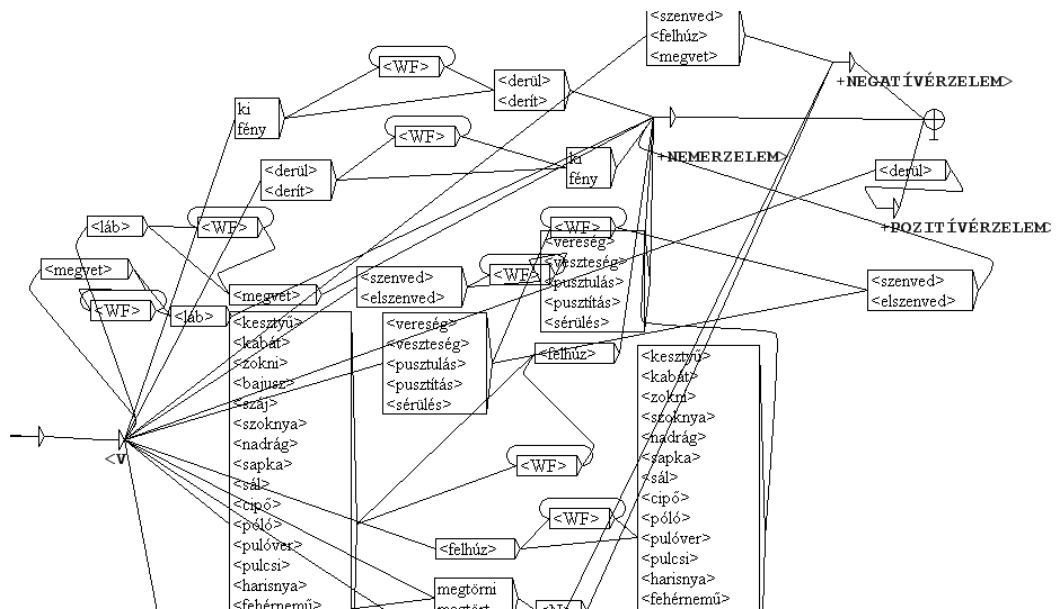 <szenved>
<felhúz>
<megvet>
+NEGATÍVÉRZELEM>
<WF>
<derül>
<derít>
ki
fény
<WF>
<derül>
<derít>
ki
fény
+NEMERZELEM>
<derül>
+POZITÍVÉRZELEM>
<láb>
<WF>
<megvet>
<WF>
<láb>
<megvet>
<szenved>
<elszenved>
<WF>
<WF>
<vereség>
<veszteség>
<pusztulás>
<pusztítás>
<sérülés>
<szenved>
<elszenved>
<kesztyű>
<kabát>
<zokni>
<bajusz>
<száj>
<szoknya>
<nadrág>
<sapka>
<sál>
<cipő>
<póló>
<pulóver>
<pulcsi>
<harisnya>
<fehérnemű>
<vereség>
<veszteség>
<pusztulás>
<pusztítás>
<sérülés>
<felhúz>
<kesztyű>
<kabát>
<zokni>
<szoknya>
<nadrág>
<sapka>
<sál>
<cipő>
<póló>
<pulóver>
<pulcsi>
<harisnya>
<fehérnemű>
<V
<WF>
<WF>
<felhúz>
megtörni
megtört
<N>